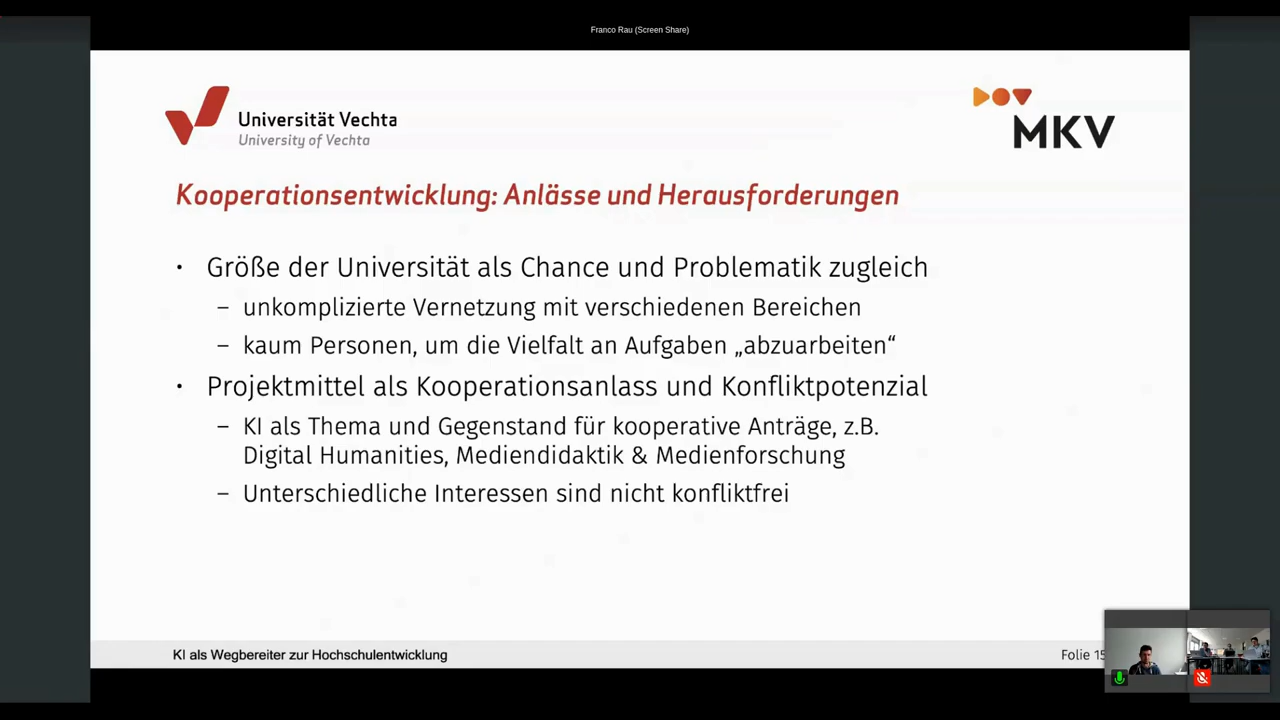 Franco Rau (Screen Share)
Universität Vechta
University of Vechta
MKV
Kooperationsentwicklung: Anlässe und Herausforderungen
• Größe der Universität als Chance und Problematik zugleich
– unkomplizierte Vernetzung mit verschiedenen Bereichen
– kaum Personen, um die Vielfalt an Aufgaben „abzuarbeiten“
• Projektmittel als Kooperationsanlass und Konfliktpotenzial
– KI als Thema und Gegenstand für kooperative Anträge, z.B.
Digital Humanities, Mediendidaktik & Medienforschung
– Unterschiedliche Interessen sind nicht konfliktfrei
KI als Wegbereiter zur Hochschulentwicklung
Folie 15